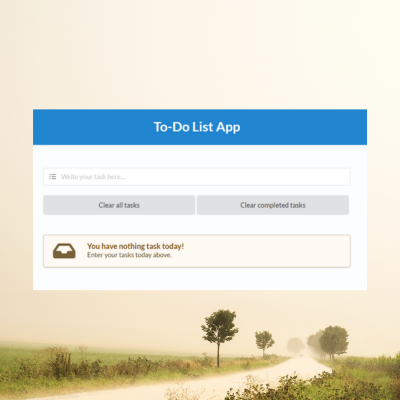 To-Do List App
Write your task here...
Clear all tasks
Clear completed tasks
You have nothing task today!
Enter your tasks today above.